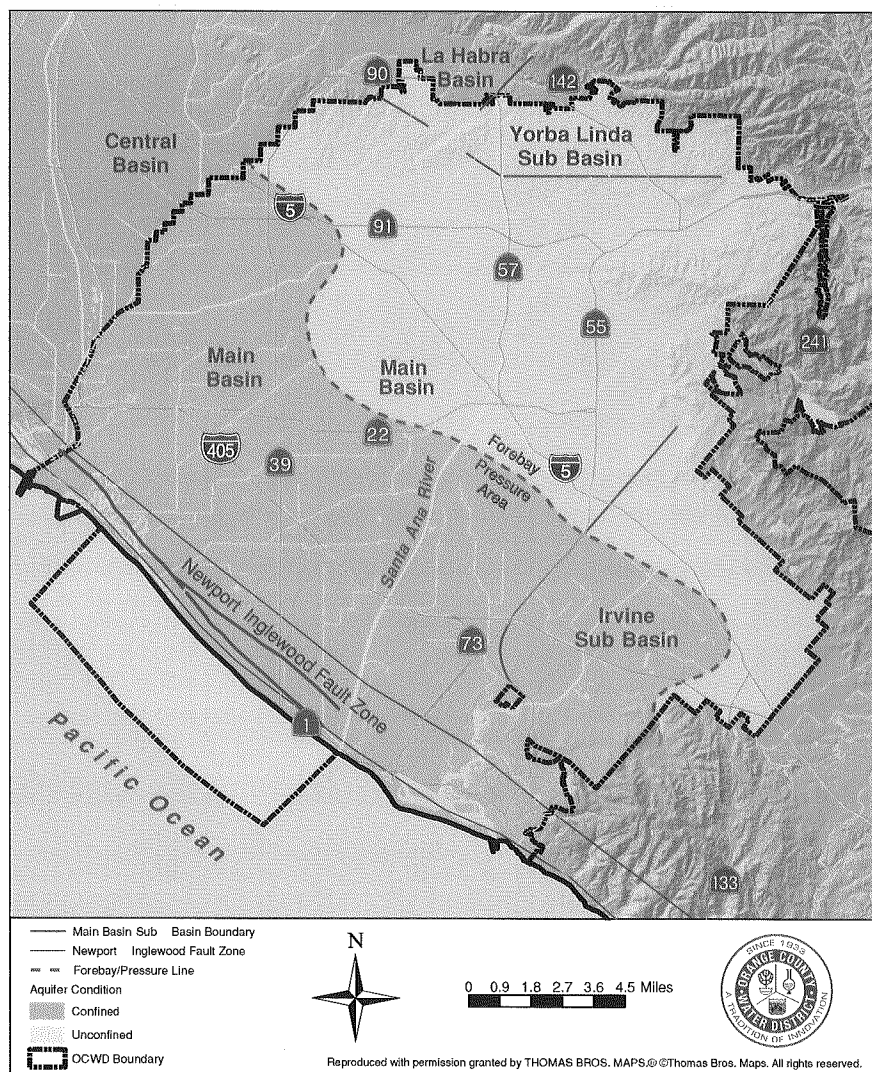 La Habra
Basin
90
142
Central
Basin
Yorba Linda
Sub Basin
5
91
57
55
241
Main
Basin
Main
Basin
405
39
22
Forebay
Pressure
Area
5
Santa Ana River
Newport Inglewood Fault Zone
Irvine
Sub Basin
73
1
Pacific Ocean
133
Main Basin Sub Basin Boundary
Newport Inglewood Fault Zone
Forebay/Pressure Line
Aquifer Condition
Confined
Unconfined
OCWD Boundary
N
0 0.9 1.8 2.7 3.6 4.5 Miles
SINCE 1933
ORANGE COUNTY
WATER DISTRICT
A TRADITION OF INNOVATION
Reproduced with permission granted by THOMAS BROS. MAPS.® ©Thomas Bros. Maps. All rights reserved.